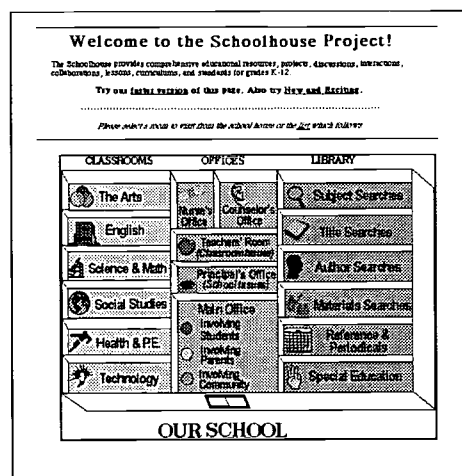 Welcome to the Schoolhouse Project!
The Schoolhouse provides comprehensive educational resources, projects, discussions, interactions,
collaborations, lessons, curriculums, and standards for grades K-12.
Try our faster version of this page. Also try New and Exciting.
Please select a room to visit from the school house or the list which follows
CLASSROOMS
The Arts
English
Science & Math
Social Studies
Health & P.E.
Technology
OFFICES
Nurse's
Office
Counselor's
Office
Teachers' Room
(Classroom Issues)
Principal's Office
(School Issues)
Main Office
Involving
Students
Involving
Parents
Involving
Community
LIBRARY
Subject Searches
Title Searches
Author Searches
Materials Searches
Reference &
Periodicals
Special Education
OUR SCHOOL